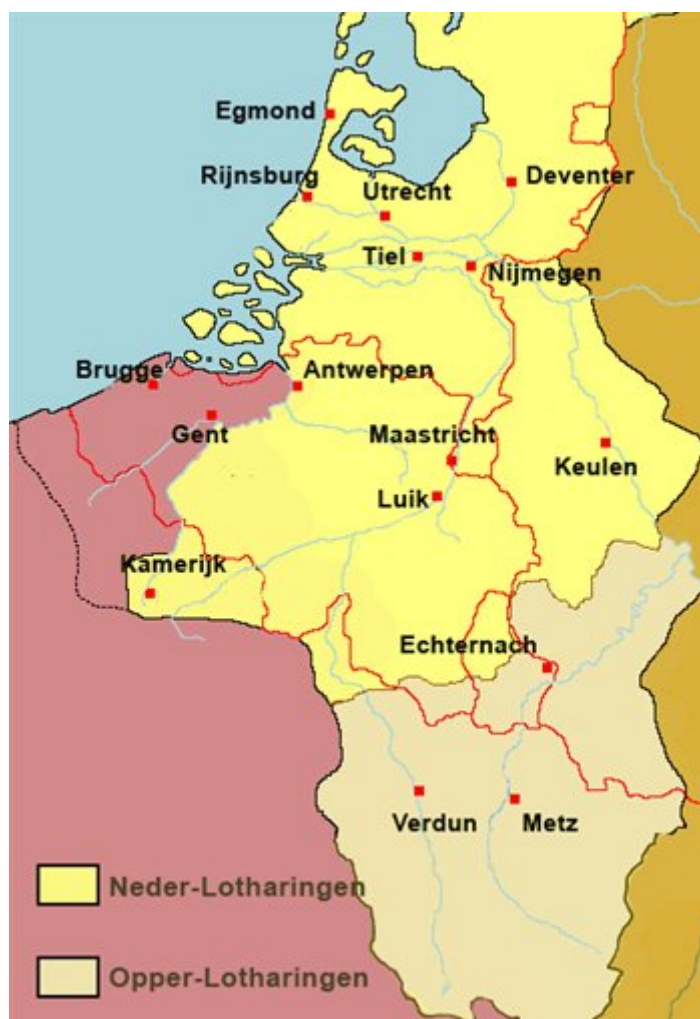 Egmond
Rijnsburg
Utrecht
Deventer
Tiel
Nijmegen
Brugge
Antwerpen
Gent
Maastricht
Keulen
Luik
Kamerijk
Echternach
Verdun
Metz
Neder-Lotharingen
Opper-Lotharingen